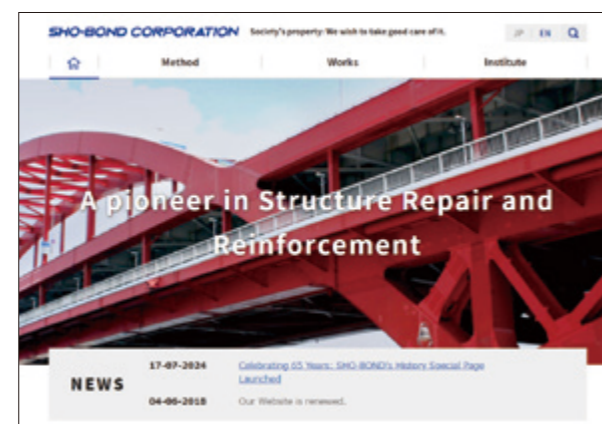 SHO-BOND CORPORATION Society's property: We wish to take good care of it. JP EN
Method Works Institute
A pioneer in Structure Repair and
Reinforcement
NEWS
17-07-2024 Celebrating 65 Years: SHO-BOND's History Special Page
Launched
04-06-2018 Our Website is renewed.